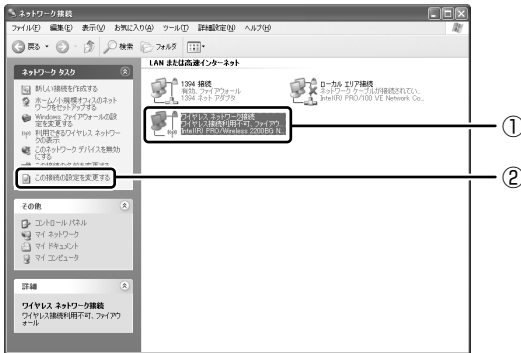 ネットワーク接続
ファイル(F) 編集(E) 表示(V) お気に入り(A) ツール(T) 詳細設定(N) ヘルプ(H)
戻る 検索 フォルダ
ネットワーク タスク
新しい接続を作成する
ホーム/小規模オフィスのネット
ワークをセットアップする
Windows ファイアウォールの設
定を変更する
利用できるワイヤレス ネットワー
クの表示
このネットワーク デバイスを無効
にする
この接続の名前を変更する
この接続の設定を変更する
その他
コントロール パネル
マイ ネットワーク
マイ ドキュメント
マイ コンピュータ
詳細
ワイヤレス ネットワーク接続
ワイヤレス接続利用不可, ファイアウ
ォール
LAN または高速インターネット
1394 接続
有効, ファイアウォール
1394 ネット アダプタ
ローカル エリア接続
ネットワーク ケーブルが接続されてい、
Intel(R) PRO/100 VE Network Co...
ワイヤレス ネットワーク接続
ワイヤレス接続利用不可, ファイアウ...
Intel(R) PRO/Wireless 2200BG N...
①
②